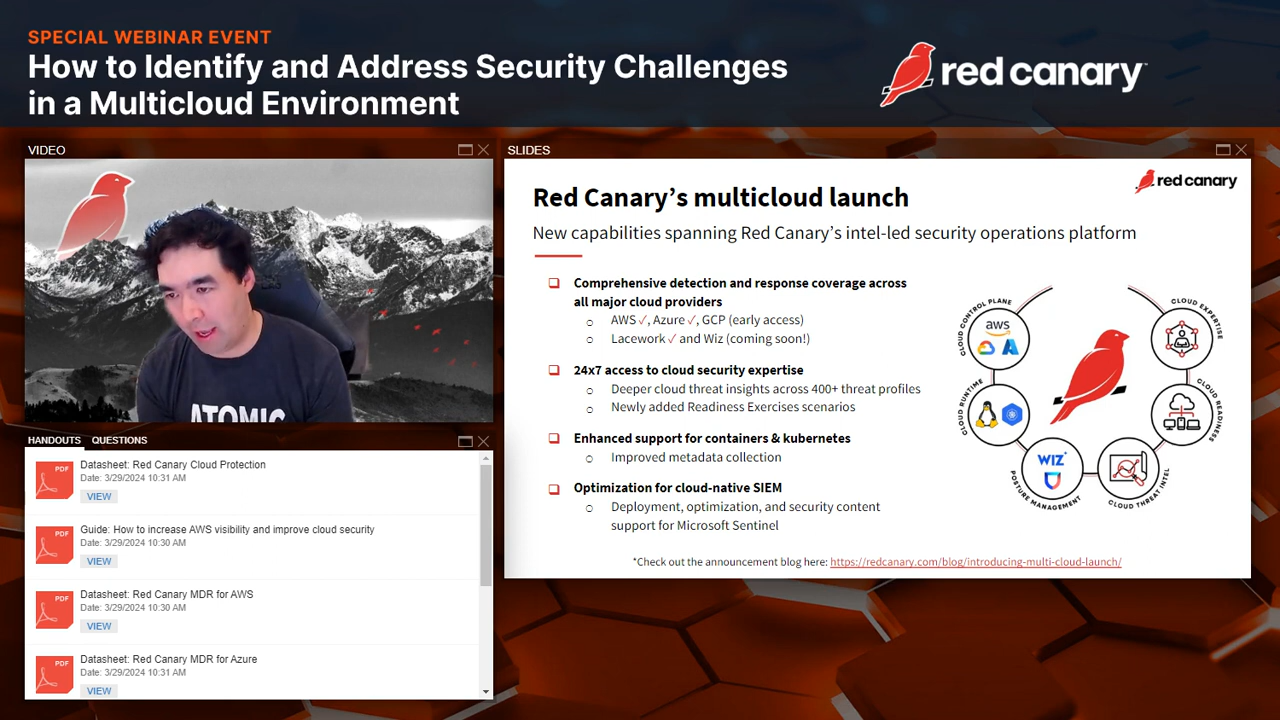 SPECIAL WEBINAR EVENT
How to Identify and Address Security Challenges
in a Multicloud Environment
red canary
VIDEO
ATOMIC
HANDOUTS QUESTIONS
PDF
Datasheet: Red Canary Cloud Protection
Date: 3/29/2024 10:31 AM
VIEW
PDF
Guide: How to increase AWS visibility and improve cloud security
Date: 3/29/2024 10:30 AM
VIEW
PDF
Datasheet: Red Canary MDR for AWS
Date: 3/29/2024 10:30 AM
VIEW
PDF
Datasheet: Red Canary MDR for Azure
Date: 3/29/2024 10:31 AM
VIEW
SLIDES
red canary
Red Canary's multicloud launch
New capabilities spanning Red Canary's intel-led security operations platform
Comprehensive detection and response coverage across
all major cloud providers
AWS ✓, Azure ✓, GCP (early access)
Lacework ✓ and Wiz (coming soon!)
24x7 access to cloud security expertise
Deeper cloud threat insights across 400+ threat profiles
Newly added Readiness Exercises scenarios
Enhanced support for containers & kubernetes
Improved metadata collection
Optimization for cloud-native SIEM
Deployment, optimization, and security content
support for Microsoft Sentinel
CLOUD CONTROL PLANE
aws
CLOUD RUNTIME
WIZ
POSTURE MANAGEMENT
CLOUD THREAT INTEL
CLOUD READINESS
CLOUD EXPERTISE
*Check out the announcement blog here: https://redcanary.com/blog/introducing-multi-cloud-launch/